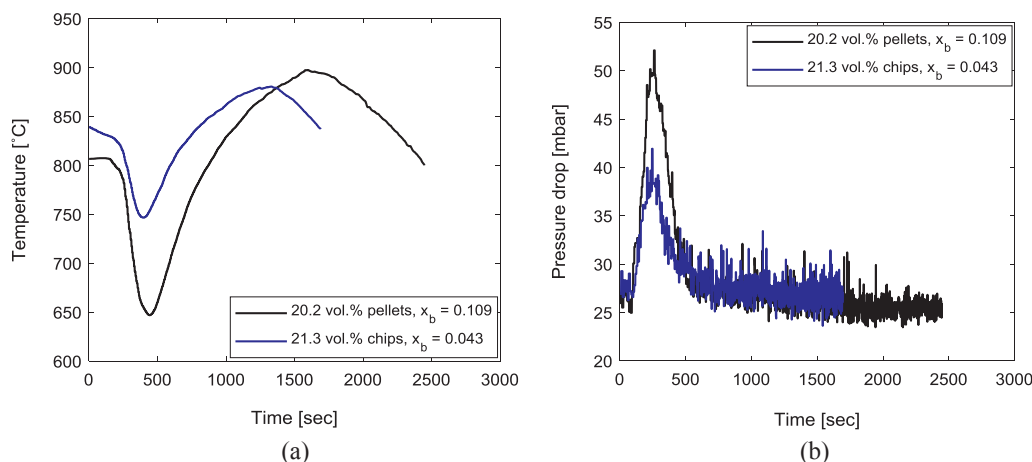 950
900
850
800
750
700
650
600
Temperature [˚C]
20.2 vol.% pellets, x_b = 0.109
21.3 vol.% chips, x_b = 0.043
0 500 1000 1500 2000 2500 3000
Time [sec]
(a)
55
50
45
40
35
30
25
20
Pressure drop [mbar]
20.2 vol.% pellets, x_b = 0.109
21.3 vol.% chips, x_b = 0.043
0 500 1000 1500 2000 2500 3000
Time [sec]
(b)